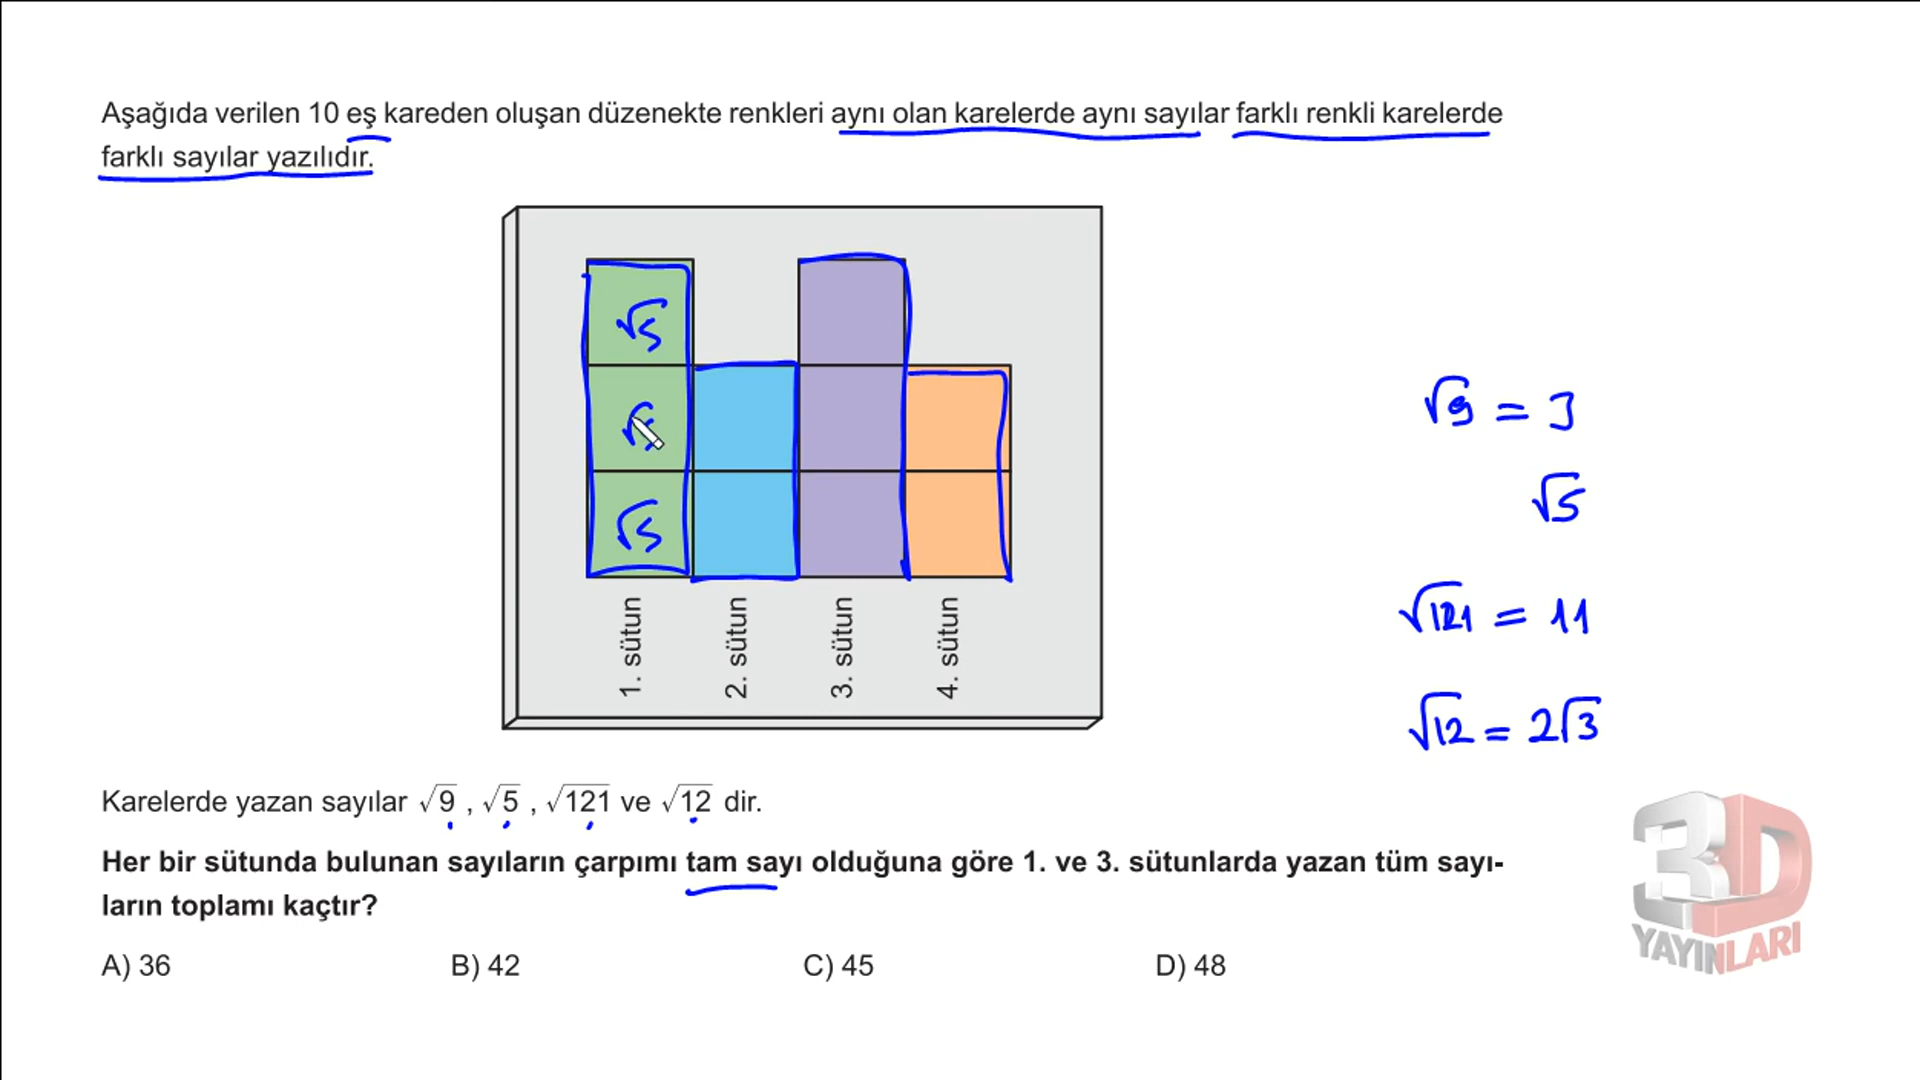 Aşağıda verilen 10 eş kareden oluşan düzenekte renkleri aynı olan karelerde aynı sayılar farklı renkli karelerde
farklı sayılar yazılıdır.
√5
√5
√5
1. sütun
2. sütun
3. sütun
4. sütun
√9 = 3
√5
√121 = 11
√12 = 2√3
Karelerde yazan sayılar √9 , √5 , √121 ve √12 dir.
Her bir sütunda bulunan sayıların çarpımı tam sayı olduğuna göre 1. ve 3. sütunlarda yazan tüm sayı-
ların toplamı kaçtır?
A) 36 B) 42 C) 45 D) 48
3D
YAYINLARI